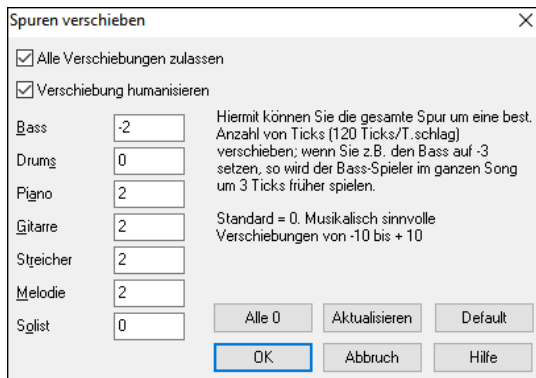 Spuren verschieben
Alle Verschiebungen zulassen
Verschiebung humanisieren
Bass -2
Drums 0
Piano 2
Gitarre 2
Streicher 2
Melodie 2
Solist 0
Hiermit können Sie die gesamte Spur um eine best.
Anzahl von Ticks (120 Ticks/T.schlag)
verschieben; wenn Sie z.B. den Bass auf -3
setzen, so wird der Bass-Spieler im ganzen Song
um 3 Ticks früher spielen.
Standard = 0. Musikalisch sinnvolle
Verschiebungen von -10 bis + 10
Alle 0 Aktualisieren Default
OK Abbruch Hilfe